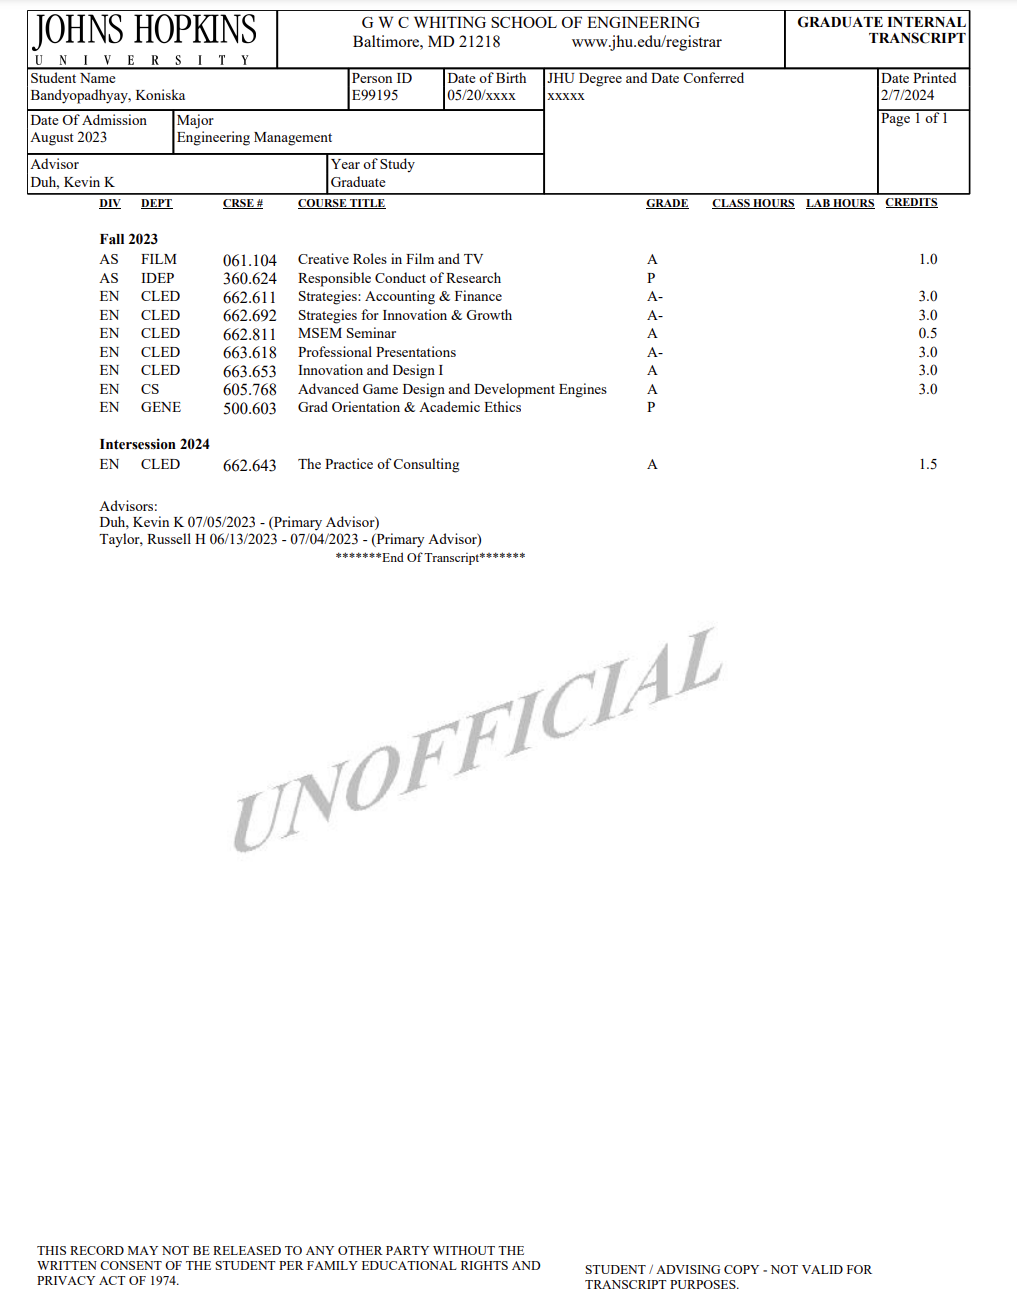 JOHNS HOPKINS
UNIVERSITY
G W C WHITING SCHOOL OF ENGINEERING
Baltimore, MD 21218 www.jhu.edu/registrar
GRADUATE INTERNAL
TRANSCRIPT
Student Name
Bandyopadhyay, Koniska
Person ID
E99195
Date of Birth
05/20/xxxx
JHU Degree and Date Conferred
xxxxx
Date Printed
2/7/2024
Date Of Admission
August 2023
Major
Engineering Management
Page 1 of 1
Advisor
Duh, Kevin K
Year of Study
Graduate
DIV DEPT CRSE # COURSE TITLE GRADE CLASS HOURS LAB HOURS CREDITS
Fall 2023
AS FILM 061.104 Creative Roles in Film and TV A 1.0
AS IDEP 360.624 Responsible Conduct of Research P
EN CLED 662.611 Strategies: Accounting & Finance A- 3.0
EN CLED 662.692 Strategies for Innovation & Growth A- 3.0
EN CLED 662.811 MSEM Seminar A 0.5
EN CLED 663.618 Professional Presentations A- 3.0
EN CLED 663.653 Innovation and Design I A 3.0
EN CS 605.768 Advanced Game Design and Development Engines A 3.0
EN GENE 500.603 Grad Orientation & Academic Ethics P
Intersession 2024
EN CLED 662.643 The Practice of Consulting A 1.5
Advisors:
Duh, Kevin K 07/05/2023 - (Primary Advisor)
Taylor, Russell H 06/13/2023 - 07/04/2023 - (Primary Advisor)
*******End Of Transcript*******
UNOFFICIAL
THIS RECORD MAY NOT BE RELEASED TO ANY OTHER PARTY WITHOUT THE
WRITTEN CONSENT OF THE STUDENT PER FAMILY EDUCATIONAL RIGHTS AND
PRIVACY ACT OF 1974.
STUDENT / ADVISING COPY - NOT VALID FOR
TRANSCRIPT PURPOSES.